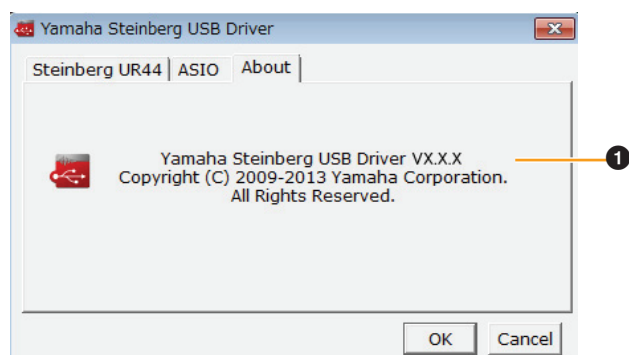 Yamaha Steinberg USB Driver
Steinberg UR44 ASIO About
Yamaha Steinberg USB Driver VX.X.X
1
Copyright (C) 2009-2013 Yamaha Corporation.
All Rights Reserved.
OK Cancel